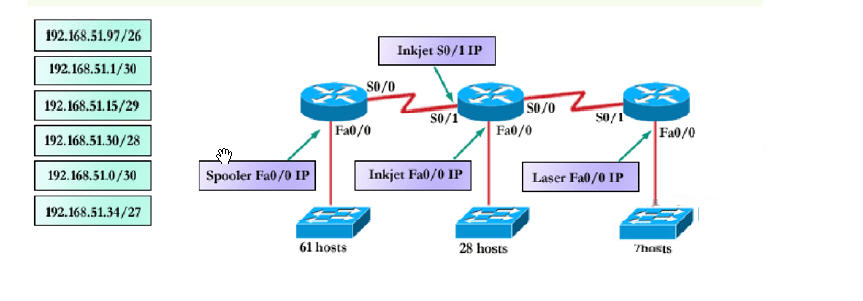 192.168.51.97/26
192.168.51.1/30
192.168.51.15/29
192.168.51.30/28
192.168.51.0/30
192.168.51.34/27
Inkjet S0/1 IP
S0/0
S0/1
S0/0
S0/1
Fa0/0
Fa0/0
Fa0/0
Spooler Fa0/0 IP
Inkjet Fa0/0 IP
Laser Fa0/0 IP
61 hosts
28 hosts
7hosts